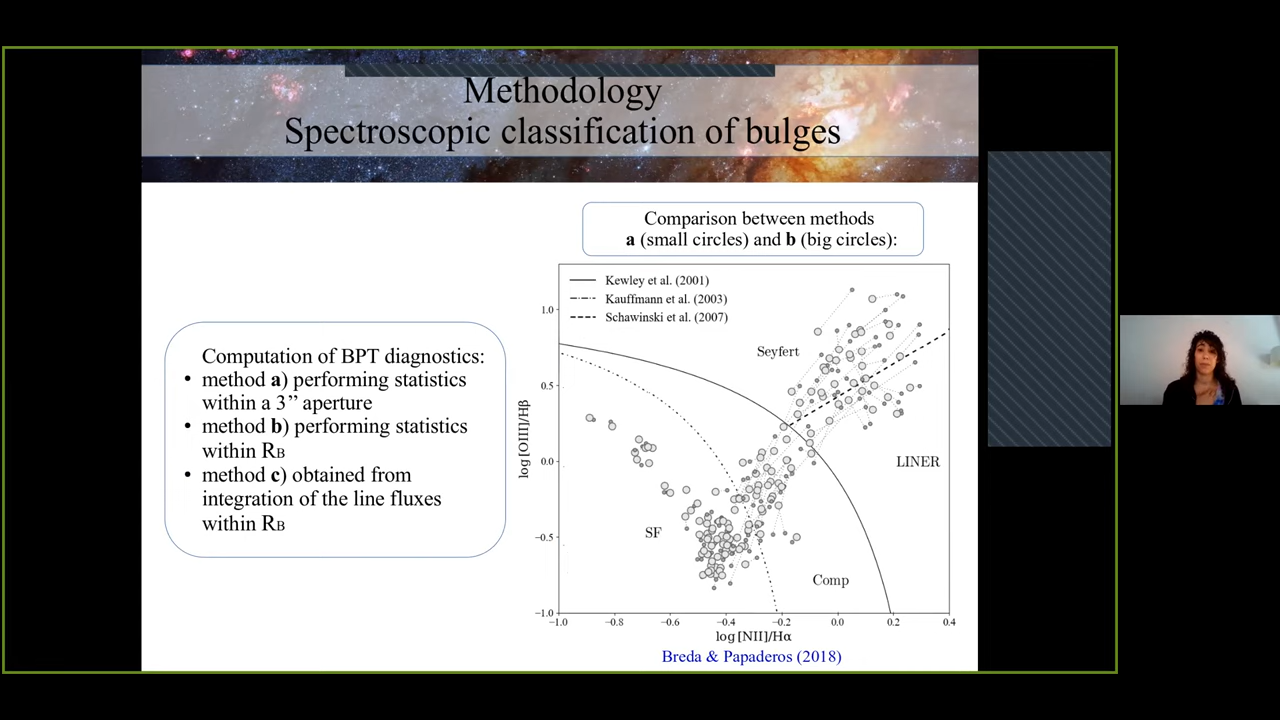 Methodology
Spectroscopic classification of bulges
Computation of BPT diagnostics:
• method a) performing statistics
within a 3” aperture
• method b) performing statistics
within RB
• method c) obtained from
integration of the line fluxes
within RB
Comparison between methods
a (small circles) and b (big circles):
Kewley et al. (2001)
Kauffmann et al. (2003)
Schawinski et al. (2007)
Seyfert
LINER
SF
Comp
log [OIII]/Hβ
1.0
0.5
0.0
−0.5
−1.0
−1.0 −0.8 −0.6 −0.4 −0.2 0.0 0.2 0.4
log [NII]/Hα
Breda & Papaderos (2018)